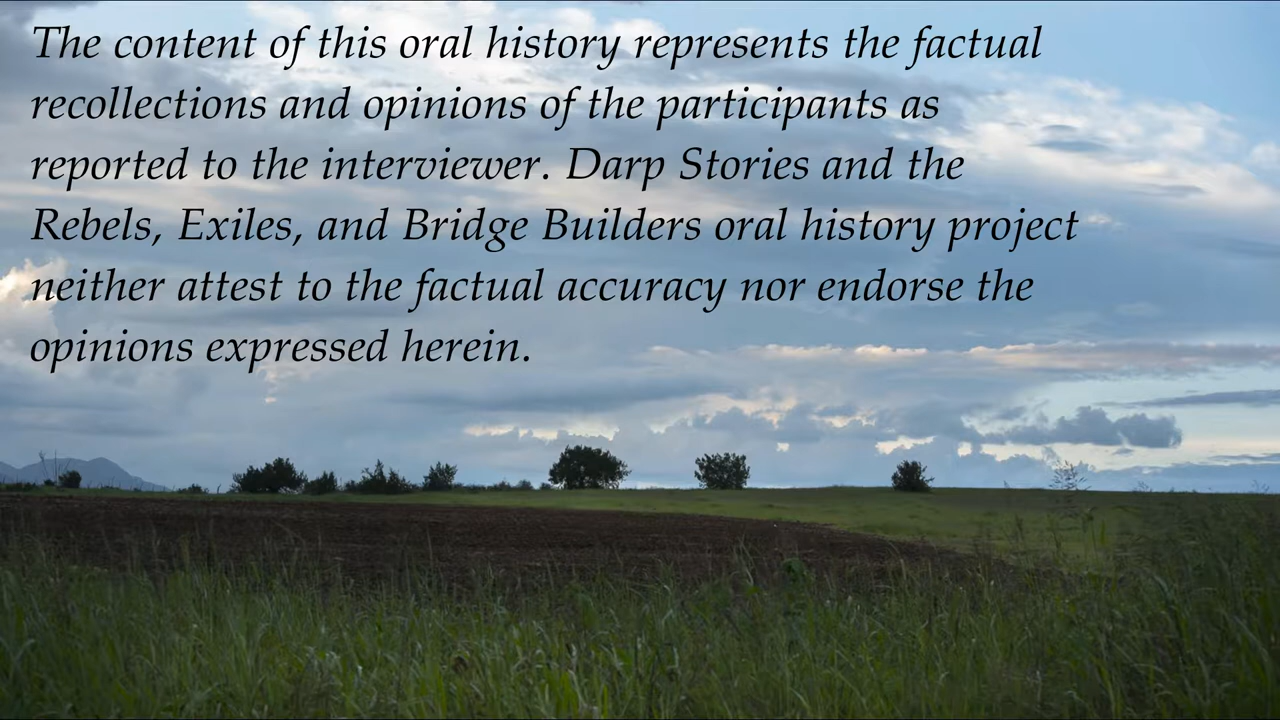 The content of this oral history represents the factual
recollections and opinions of the participants as
reported to the interviewer. Darp Stories and the
Rebels, Exiles, and Bridge Builders oral history project
neither attest to the factual accuracy nor endorse the
opinions expressed herein.